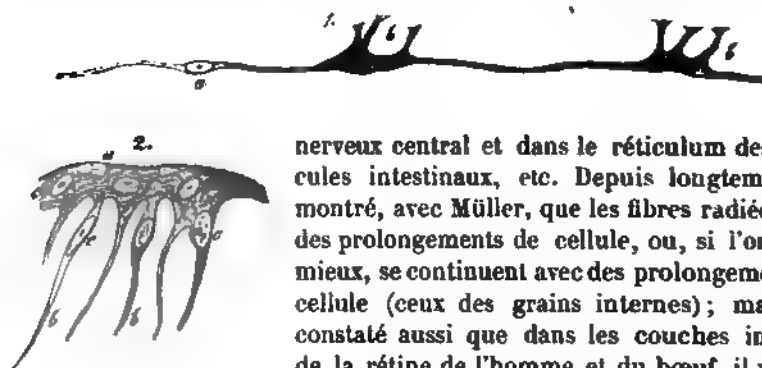 1.
b
b
a
2.
a
c
c
b
b
nerveux central et dans le réticulum de
cules intestinaux, etc. Depuis longtem
montré, avec Müller, que les fibres radiée
des prolongements de cellule, ou, si l'on
mieux, se continuent avec des prolongeme
cellule (ceux des grains internes); ma
constaté aussi que dans les couches in
de la rétine de l'homme et du bœuf, il